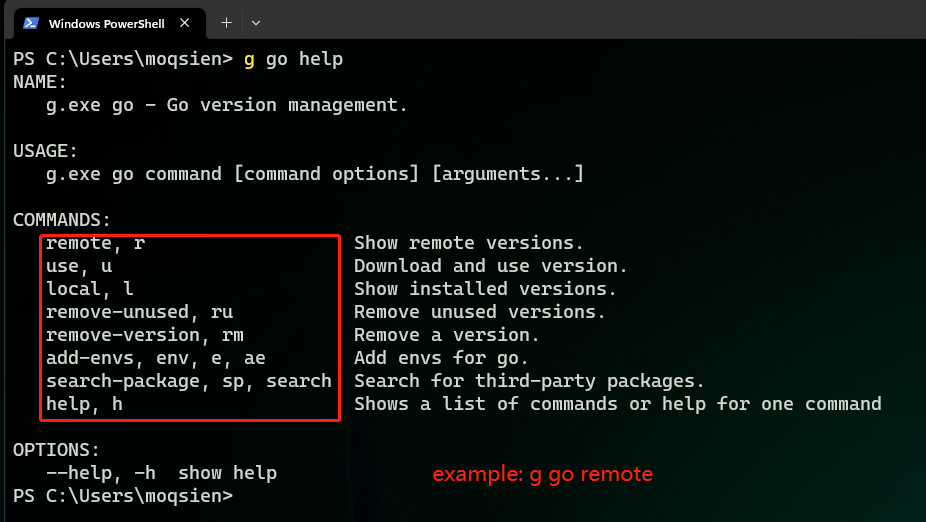 Windows PowerShell
PS C:\Users\moqsien> g go help
NAME:
   g.exe go - Go version management.

USAGE:
   g.exe go command [command options] [arguments...]

COMMANDS:
   remote, r                   Show remote versions.
   use, u                      Download and use version.
   local, l                    Show installed versions.
   remove-unused, ru           Remove unused versions.
   remove-version, rm          Remove a version.
   add-envs, env, e, ae        Add envs for go.
   search-package, sp, search  Search for third-party packages.
   help, h                     Shows a list of commands or help for one command

OPTIONS:
   --help, -h  show help
example: g go remote
PS C:\Users\moqsien>